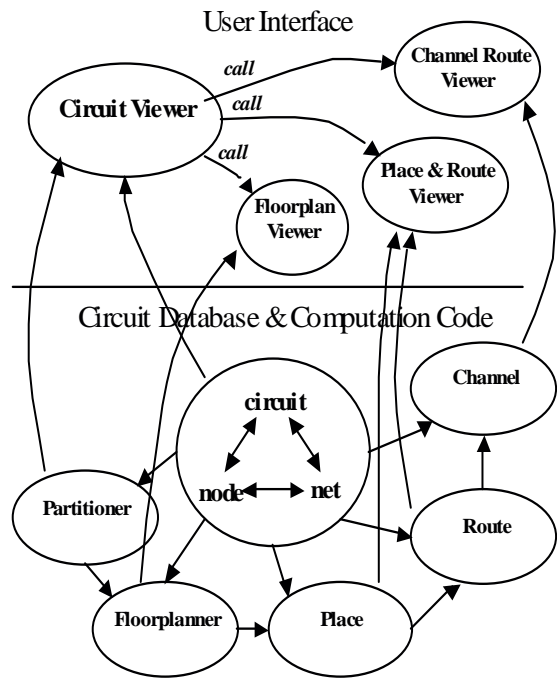 User Interface
call
Channel Route
Viewer
Circuit Viewer
call
call
Place & Route
Viewer
Floorplan
Viewer
Circuit Database & Computation Code
Channel
circuit
node
net
Partitioner
Route
Floorplanner
Place